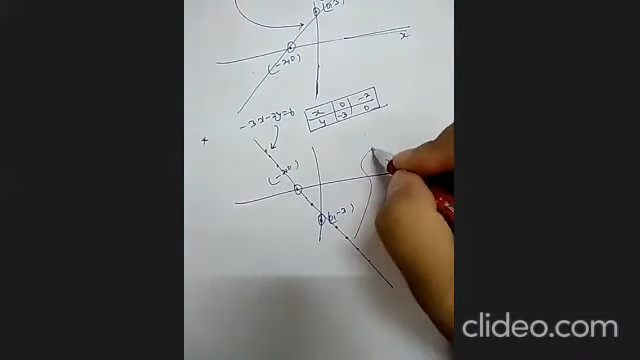 (0,3)
x
(-2,0)
-3x-2y=6
x 0 -2
y -3 0
(-2,0)
(0,-3)
clideo.com